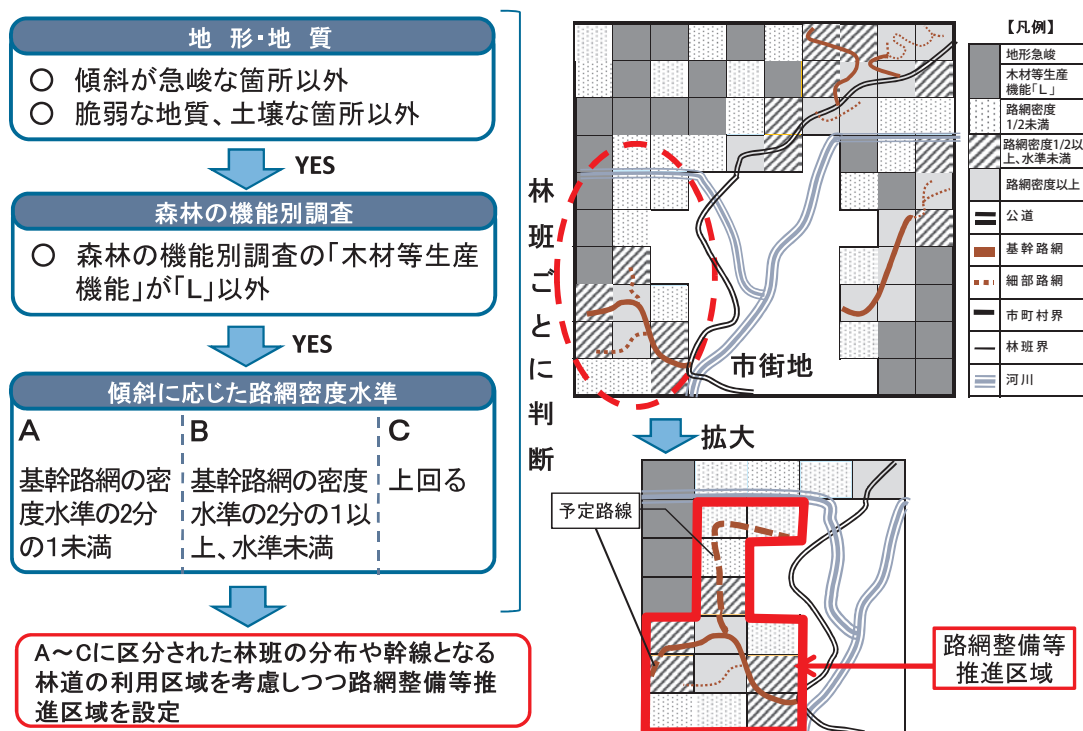 地 形・地 質
○ 傾斜が急峻な箇所以外
○ 脆弱な地質、土壌な箇所以外
YES
森林の機能別調査
○ 森林の機能別調査の「木材等生産
機能」が「L」以外
YES
傾斜に応じた路網密度水準
A
基幹路網の密
度水準の2分
の1未満
B
基幹路網の密度
水準の2分の1以
上、水準未満
C
上回る
A～Cに区分された林班の分布や幹線となる
林道の利用区域を考慮しつつ路網整備等推
進区域を設定
林班ごとに判断
市街地
【凡例】
地形急峻
木材等生産
機能「L」
路網密度
1/2未満
路網密度1/2以
上、水準未満
路網密度以上
公道
基幹路網
細部路網
市町村界
林班界
河川
拡大
予定路線
路網整備等
推進区域